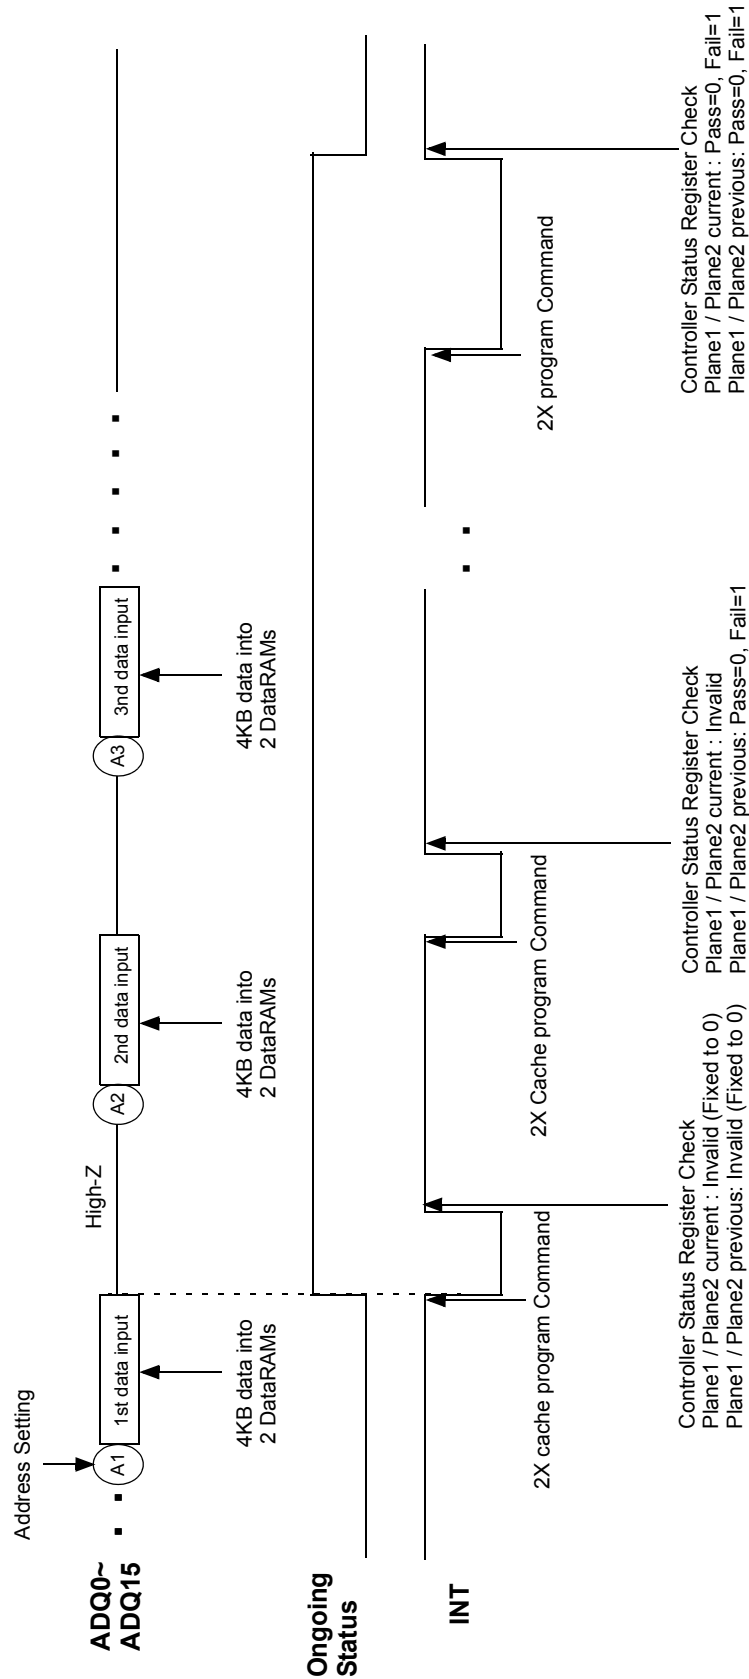 Address Setting
ADQ0~
ADQ15
A1
1st data input
High-Z
A2
2nd data input
A3
3nd data input
4KB data into
2 DataRAMs
4KB data into
2 DataRAMs
4KB data into
2 DataRAMs
Ongoing
Status
INT
2X cache program Command
2X Cache program Command
2X program Command
Controller Status Register Check
Plane1 / Plane2 current : Invalid (Fixed to 0)
Plane1 / Plane2 previous: Invalid (Fixed to 0)
Controller Status Register Check
Plane1 / Plane2 current : Invalid
Plane1 / Plane2 previous: Pass=0, Fail=1
Controller Status Register Check
Plane1 / Plane2 current : Pass=0, Fail=1
Plane1 / Plane2 previous: Pass=0, Fail=1